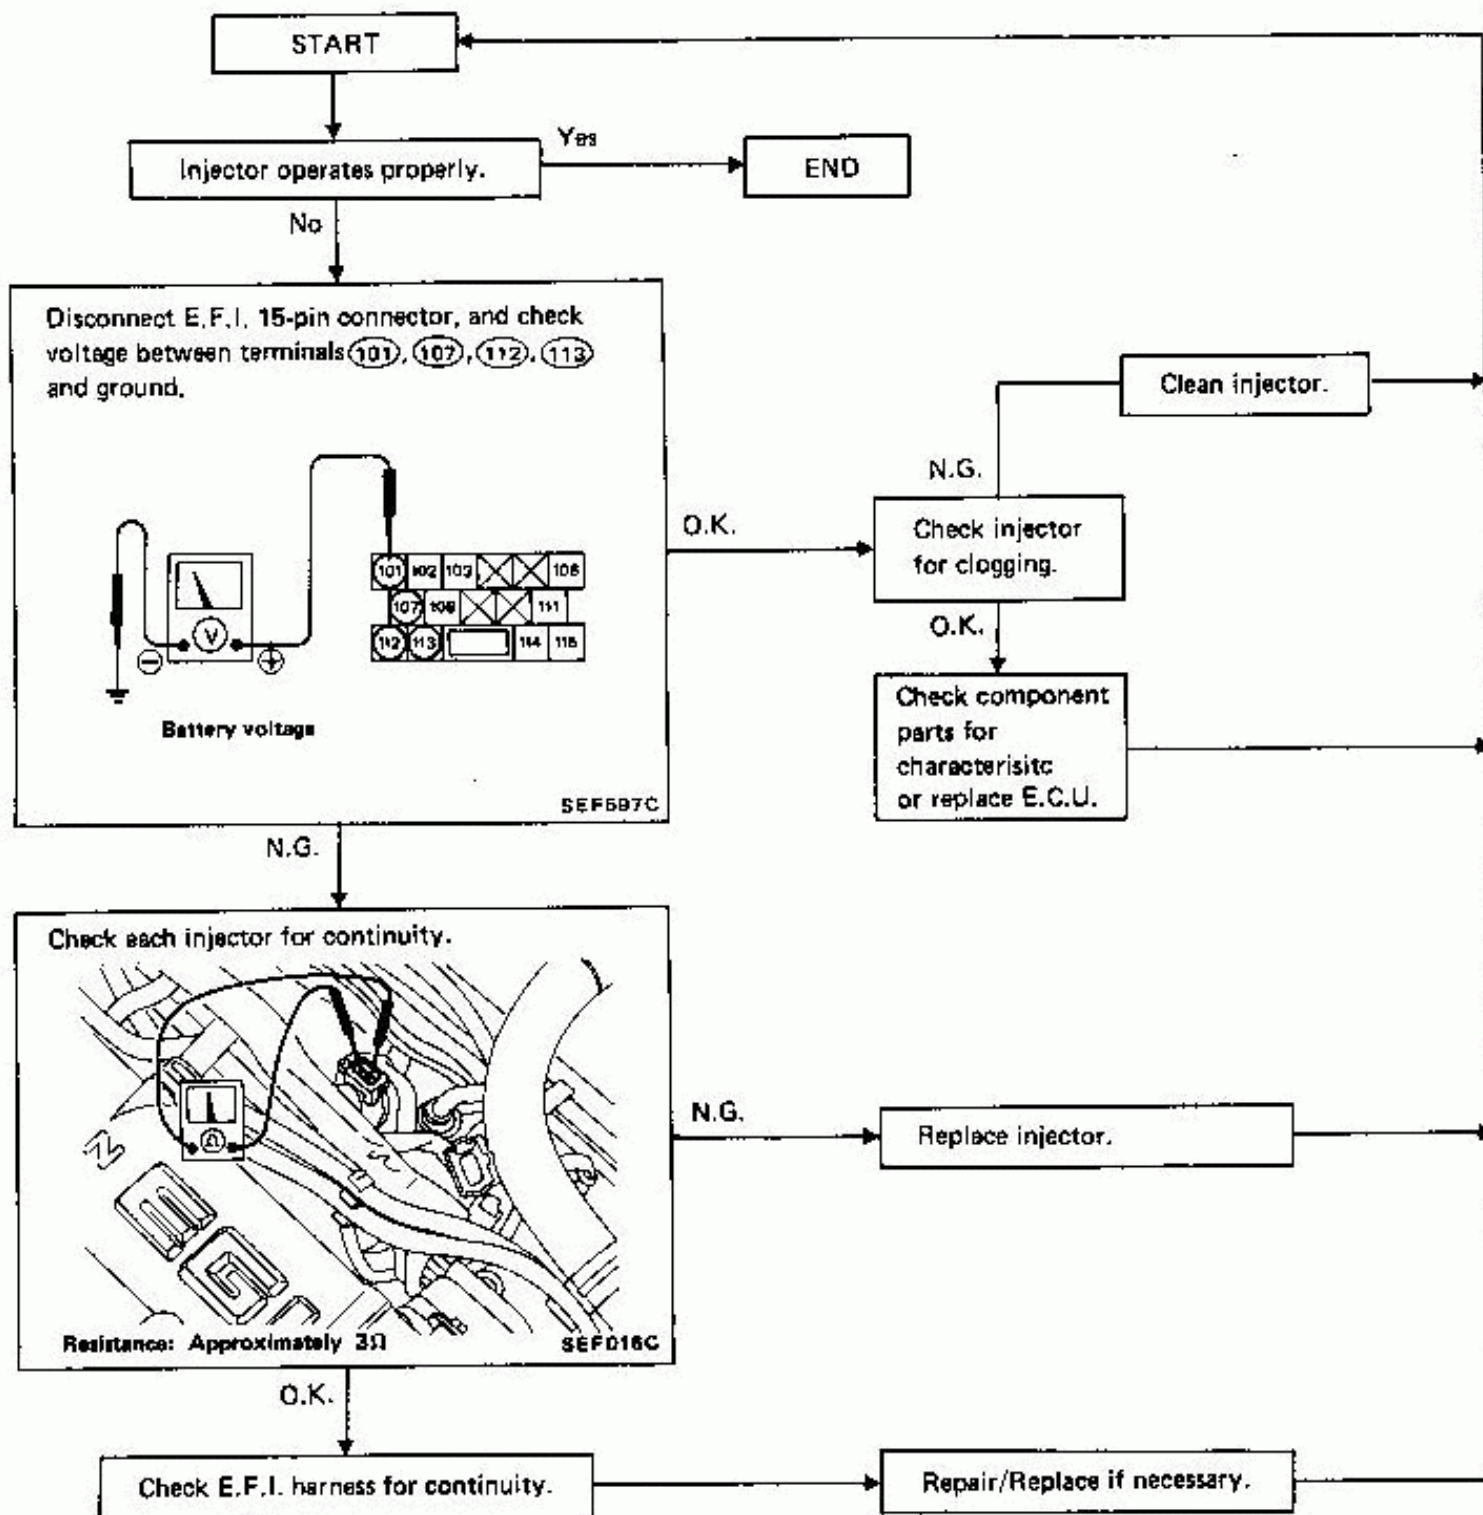 START
Injector operates properly.
Yes
END
No
Disconnect E.F.I. 15-pin connector, and check
voltage between terminals 101, 107, 112, 113
and ground.
101 102 103 106
107 109 111
112 113 114 115
V
Battery voltage
SEF597C
O.K.
Clean injector.
N.G.
Check injector
for clogging.
O.K.
Check component
parts for
characterisitc
or replace E.C.U.
N.G.
Check each injector for continuity.
Ω
Resistance: Approximately 3Ω
SEF016C
N.G.
Replace injector.
O.K.
Check E.F.I. harness for continuity.
Repair/Replace if necessary.